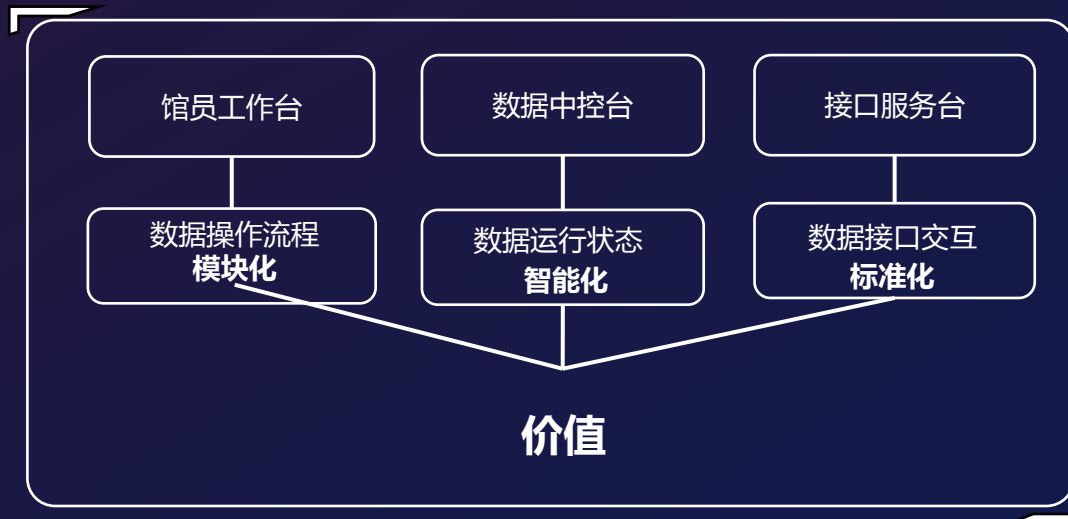 馆员工作台
数据中控台
接口服务台
数据操作流程
模块化
数据运行状态
智能化
数据接口交互
标准化
价值